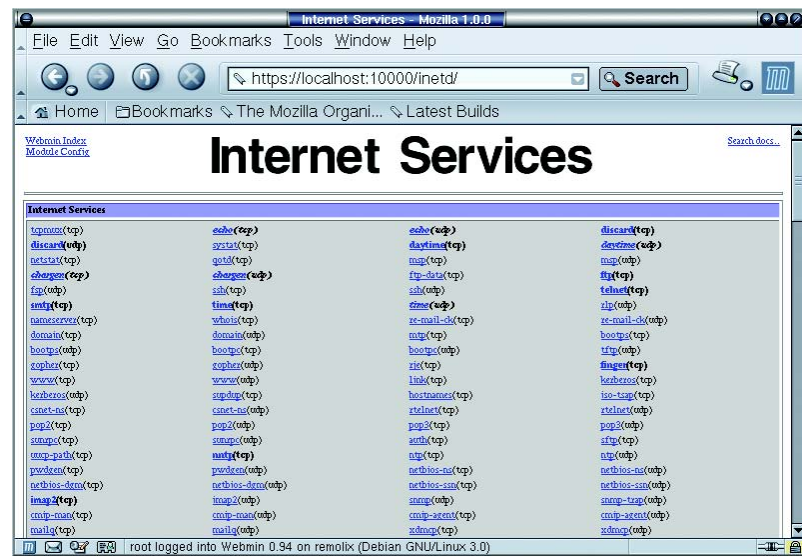 Internet Services - Mozilla 1.0.0
File Edit View Go Bookmarks Tools Window Help
https://localhost:10000/inetd/ Search
Home Bookmarks The Mozilla Organi... Latest Builds
Webmin Index
Module Config
Internet Services
Search docs..
Internet Services
tcpmux(tcp) echo(tcp) echo(udp) discard(tcp)
discard(udp) systat(tcp) daytime(tcp) daytime(udp)
netstat(tcp) qotd(tcp) msp(tcp) msp(udp)
chargen(tcp) chargen(udp) ftp-data(tcp) ftp(tcp)
fsp(udp) ssh(tcp) ssh(udp) telnet(tcp)
smtp(tcp) time(tcp) time(udp) rlp(udp)
nameserver(tcp) whois(tcp) re-mail-ck(tcp) re-mail-ck(udp)
domain(tcp) domain(udp) mtp(tcp) bootps(tcp)
bootps(udp) bootpc(tcp) bootpc(udp) tftp(udp)
gopher(tcp) gopher(udp) rje(tcp) finger(tcp)
www(tcp) www(udp) link(tcp) kerberos(tcp)
kerberos(udp) supdup(tcp) hostnames(tcp) iso-tsap(tcp)
csnet-ns(tcp) csnet-ns(udp) rtelnet(tcp) rtelnet(udp)
pop2(tcp) pop2(udp) pop3(tcp) pop3(udp)
sunrpc(tcp) sunrpc(udp) auth(tcp) sftp(tcp)
uucp-path(tcp) nntp(tcp) ntp(tcp) ntp(udp)
pwdgen(tcp) pwdgen(udp) netbios-ns(tcp) netbios-ns(udp)
netbios-dgm(tcp) netbios-dgm(udp) netbios-ssn(tcp) netbios-ssn(udp)
imap2(tcp) imap2(udp) snmp(udp) snmp-trap(udp)
cmip-man(tcp) cmip-man(udp) cmip-agent(tcp) cmip-agent(udp)
mailq(tcp) mailq(udp) xdmcp(tcp) xdmcp(udp)
root logged into Webmin 0.94 on remolix (Debian GNU/Linux 3.0)